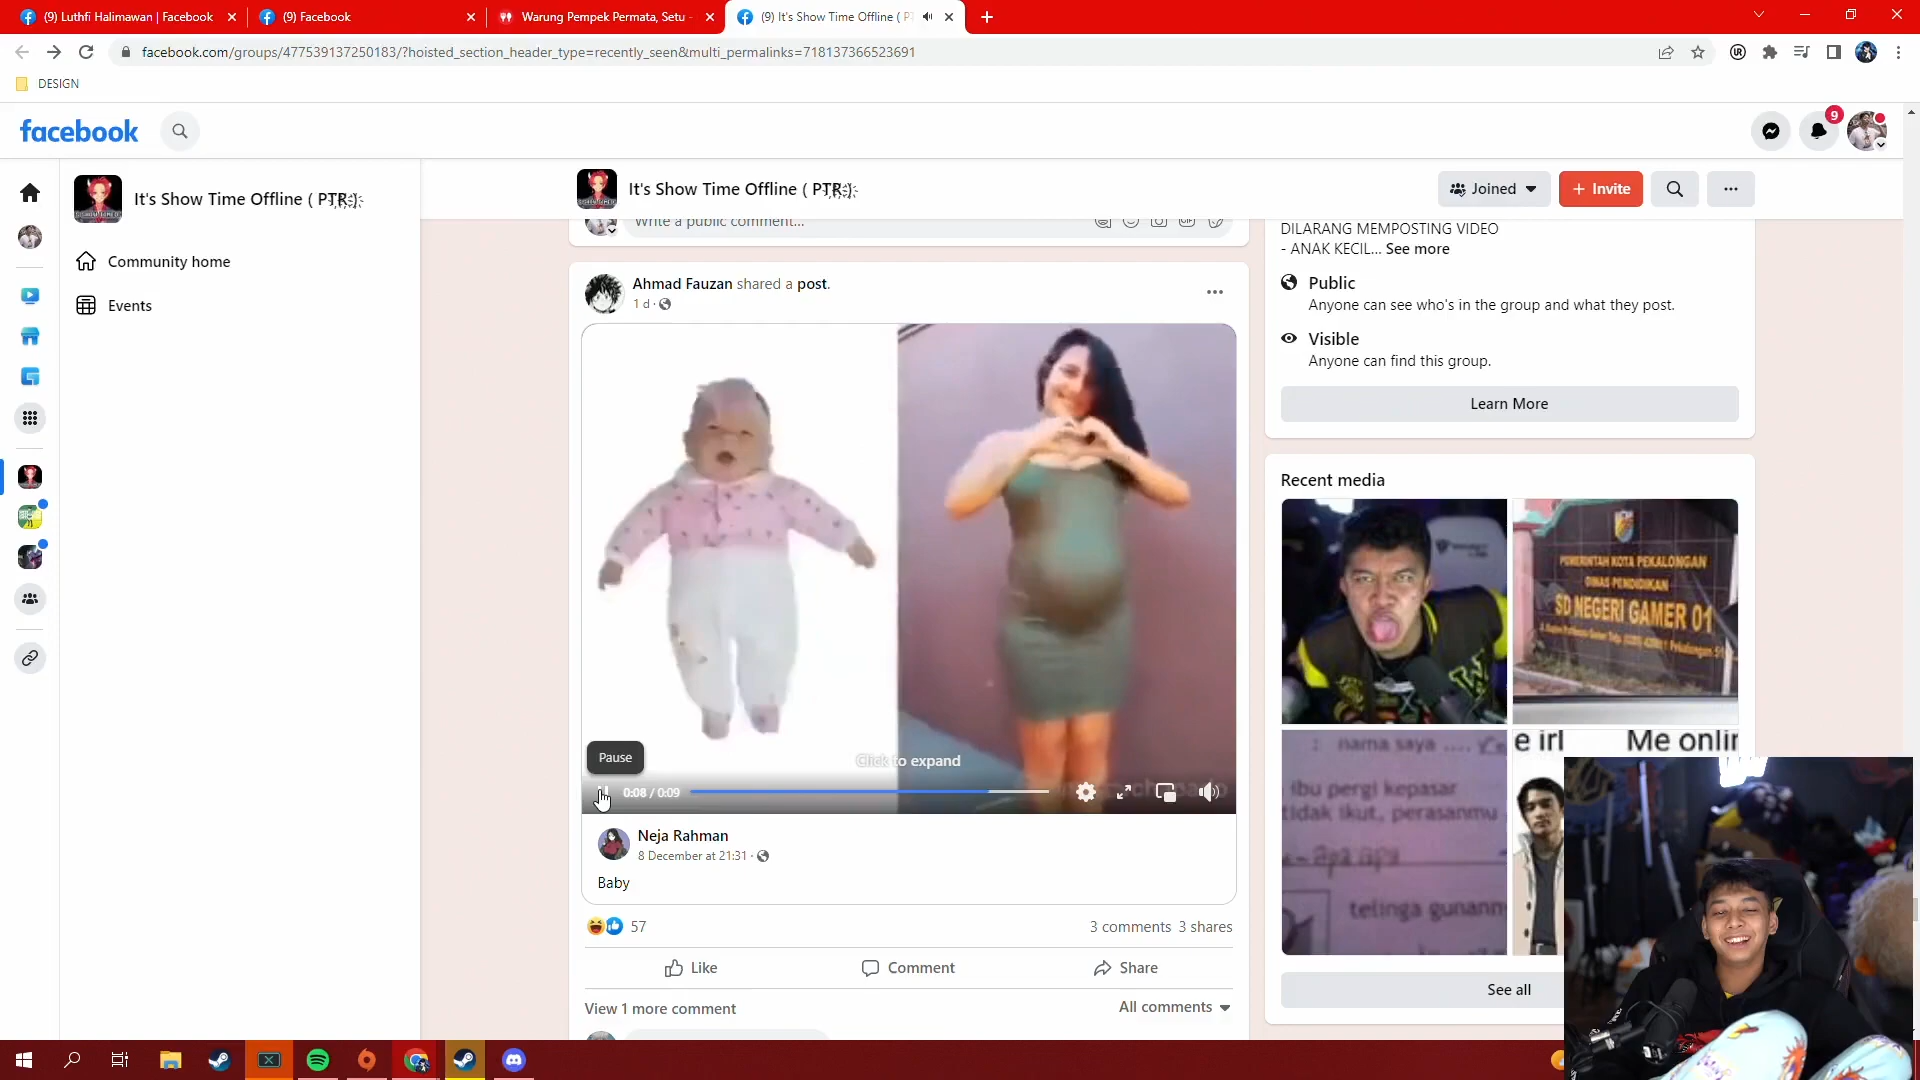 (9) Luthfi Halimawan | Facebook
(9) Facebook
Warung Pempek Permata, Setu -
(9) It's Show Time Offline ( PT
facebook.com/groups/477539137250183/?hoisted_section_header_type=recently_seen&multi_permalinks=718137366523691
DESIGN
facebook
9
It's Show Time Offline ( PTR
Community home
Events
It's Show Time Offline ( PTR
Joined
+ Invite
Write a public comment...
Ahmad Fauzan shared a post.
1 d
Pause
Click to expand
0:08 / 0:09
Neja Rahman
8 December at 21:31
Baby
57
3 comments 3 shares
Like
Comment
Share
View 1 more comment
All comments
DILARANG MEMPOSTING VIDEO
- ANAK KECIL... See more
Public
Anyone can see who's in the group and what they post.
Visible
Anyone can find this group.
Learn More
Recent media
PEMERINTAH KOTA PEKALONGAN
DINAS PENDIDIKAN
SD NEGERI GAMER 01
: nama saya ....
ibu pergi kepasar
tidak ikut, perasanmu
telinga gunanny
e irl
Me onlin
See all